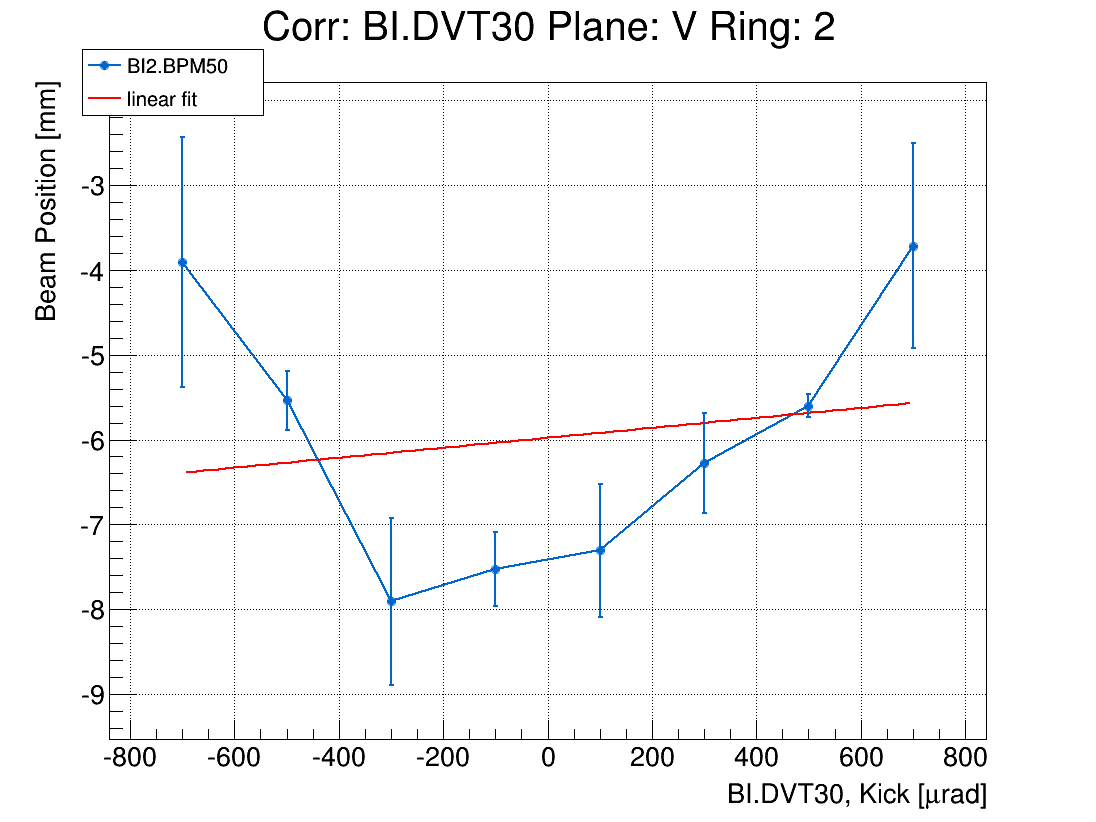 Corr: BI.DVT30 Plane: V Ring: 2
BI2.BPM50
linear fit
Beam Position [mm]
-3
-4
-5
-6
-7
-8
-9
-800 -600 -400 -200 0 200 400 600 800
BI.DVT30, Kick [μrad]